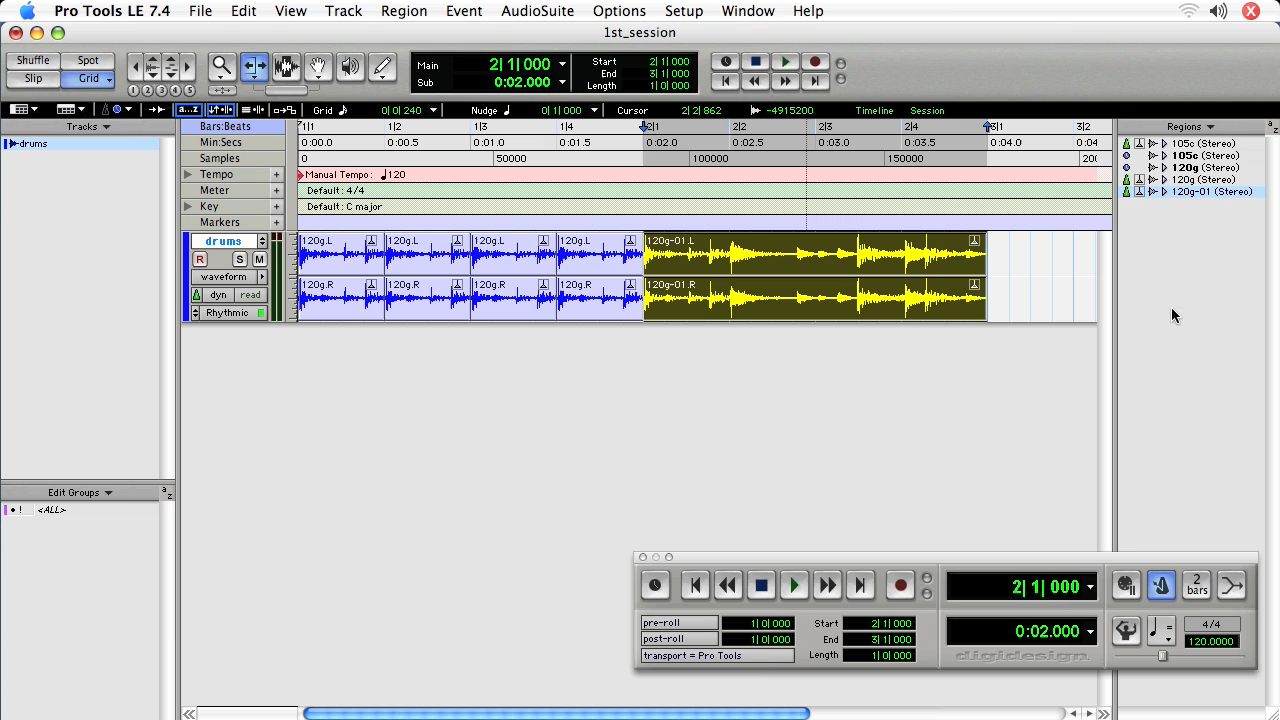 Pro Tools LE 7.4 File Edit View Track Region Event AudioSuite Options Setup Window Help
1st_session
Shuffle Spot
Slip Grid
1 2 3 4 5
Main 2| 1| 000
Sub 0:02.000
Start 2| 1| 000
End 3| 1| 000
Length 1| 0| 000
a...z Grid 0| 0| 240 Nudge 0| 1| 000 Cursor 2| 2| 862 -4915200 Timeline Session
Tracks
drums
Edit Groups
a z
! <ALL>
Bars:Beats 1|1 1|2 1|3 1|4 2|1 2|2 2|3 2|4 3|1 3|2
Min:Secs 0:00.0 0:00.5 0:01.0 0:01.5 0:02.0 0:02.5 0:03.0 0:03.5 0:04.0 0:04
Samples 0 50000 100000 150000
Tempo + Manual Tempo: 120
Meter + Default: 4/4
Key + Default: C major
Markers +
drums
R S M
waveform
dyn read
Rhythmic
120g.L 120g.L 120g.L 120g.L 120g-01.L
120g.R 120g.R 120g.R 120g.R 120g-01.R
Regions
a z
105c (Stereo)
105c (Stereo)
120g (Stereo)
120g (Stereo)
120g-01 (Stereo)
2| 1| 000
2 bars
pre-roll 1| 0| 000
post-roll 1| 0| 000
transport = Pro Tools
Start 2| 1| 000
End 3| 1| 000
Length 1| 0| 000
0:02.000
digidesign
=
4/4
120.0000